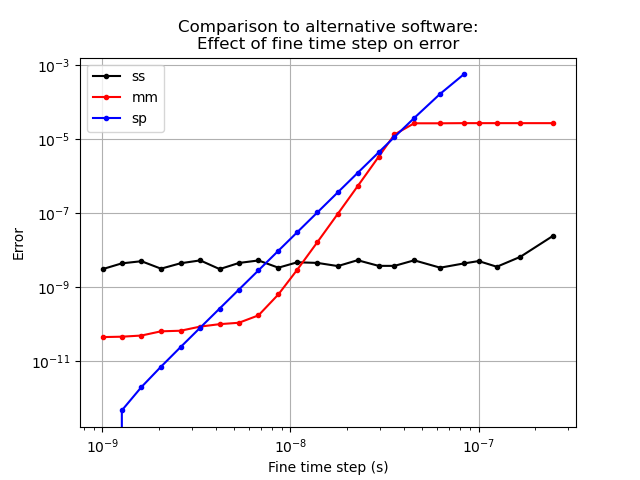 Comparison to alternative software:
Effect of fine time step on error
ss
mm
sp
Error
10⁻³
10⁻⁵
10⁻⁷
10⁻⁹
10⁻¹¹
10⁻⁹
10⁻⁸
10⁻⁷
Fine time step (s)